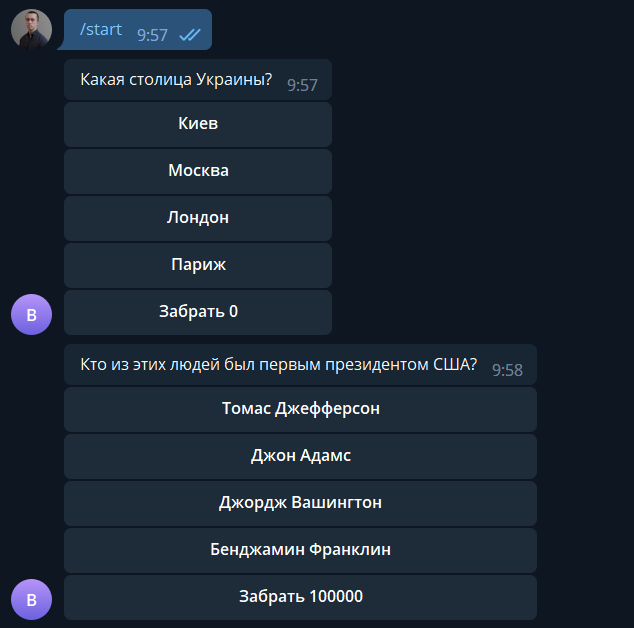 /start 9:57
Какая столица Украины? 9:57
Киев
Москва
Лондон
Париж
Забрать 0
B
Кто из этих людей был первым президентом США? 9:58
Томас Джефферсон
Джон Адамс
Джордж Вашингтон
Бенджамин Франклин
Забрать 100000
B